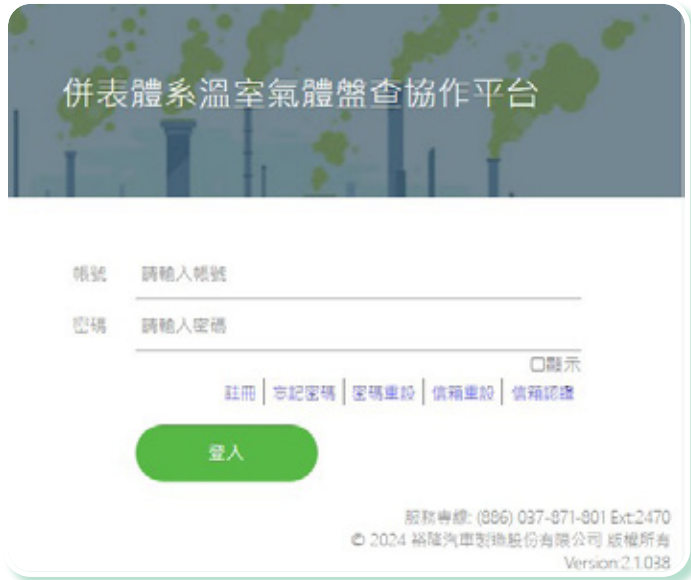 併表體系溫室氣體盤查協作平台
帳號 請輸入帳號
密碼 請輸入密碼
顯示
註冊 | 忘記密碼 | 密碼重設 | 信箱重設 | 信箱認證
登入
服務專線: (886) 037-871-801 Ext:2470
© 2024 裕隆汽車製造股份有限公司 版權所有
Version:2.1.038